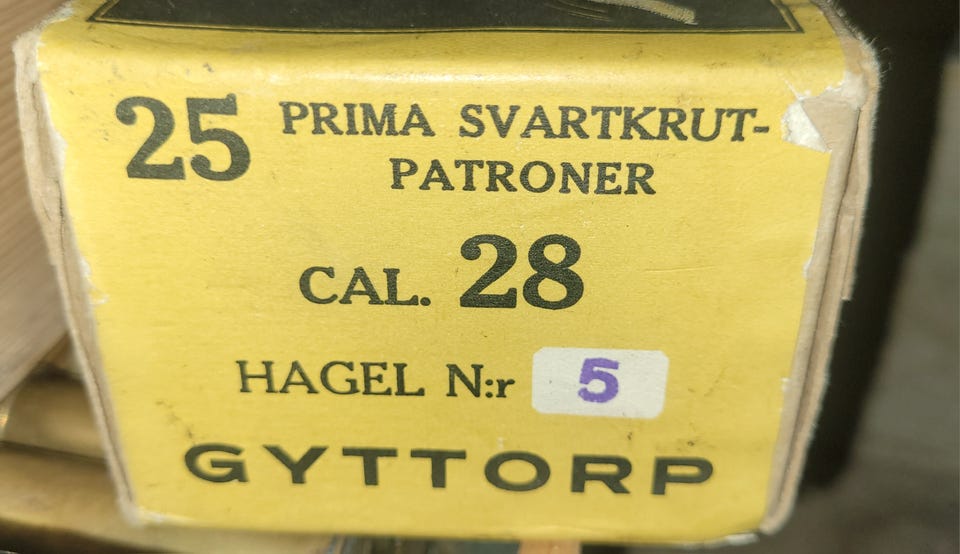 25 PRIMA SVARTKRUT-
PATRONER
CAL. 28
HAGEL N:r 5
GYTTORP